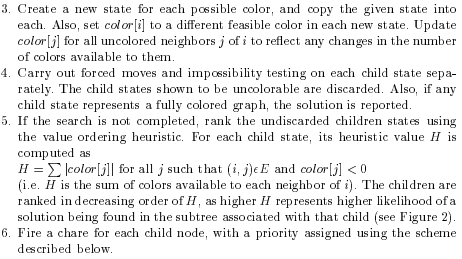 3. Create a new state for each possible color, and copy the given state into
each. Also, set color[i] to a different feasible color in each new state. Update
color[j] for all uncolored neighbors j of i to reflect any changes in the number
of colors available to them.
4. Carry out forced moves and impossibility testing on each child state sepa-
rately. The child states shown to be uncolorable are discarded. Also, if any
child state represents a fully colored graph, the solution is reported.
5. If the search is not completed, rank the undiscarded children states using
the value ordering heuristic. For each child state, its heuristic value H is
computed as
H = ∑ |color[j]| for all j such that (i, j)ϵE and color[j] < 0
(i.e. H is the sum of colors available to each neighbor of i). The children are
ranked in decreasing order of H, as higher H represents higher likelihood of a
solution being found in the subtree associated with that child (see Figure 2).
6. Fire a chare for each child node, with a priority assigned using the scheme
described below.